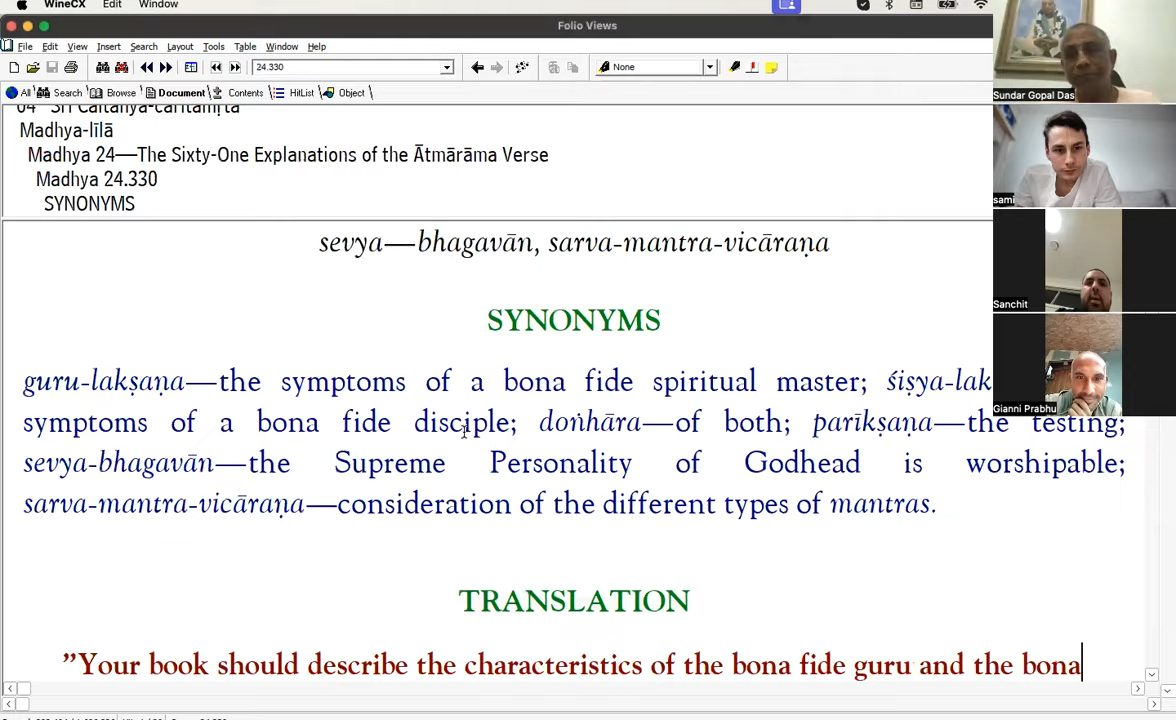 WineCX Edit Window
Folio Views
File Edit View Insert Search Layout Tools Table Window Help
24.330
None
All Search Browse Document Contents HitList Object
04 Śrī Caitanya-caritāmṛta
Madhya-līlā
Madhya 24—The Sixty-One Explanations of the Ātmārāma Verse
Madhya 24.330
SYNONYMS
sevya—bhagavān, sarva-mantra-vicāraṇa
SYNONYMS
guru-lakṣaṇa—the symptoms of a bona fide spiritual master; śiṣya-lak
symptoms of a bona fide disciple; doṅhāra—of both; parīkṣaṇa—the testing;
sevya-bhagavān—the Supreme Personality of Godhead is worshipable;
sarva-mantra-vicāraṇa—consideration of the different types of mantras.
TRANSLATION
”Your book should describe the characteristics of the bona fide guru and the bona
Sundar Gopal Das
sami
Sanchit
Gianni Prabhu